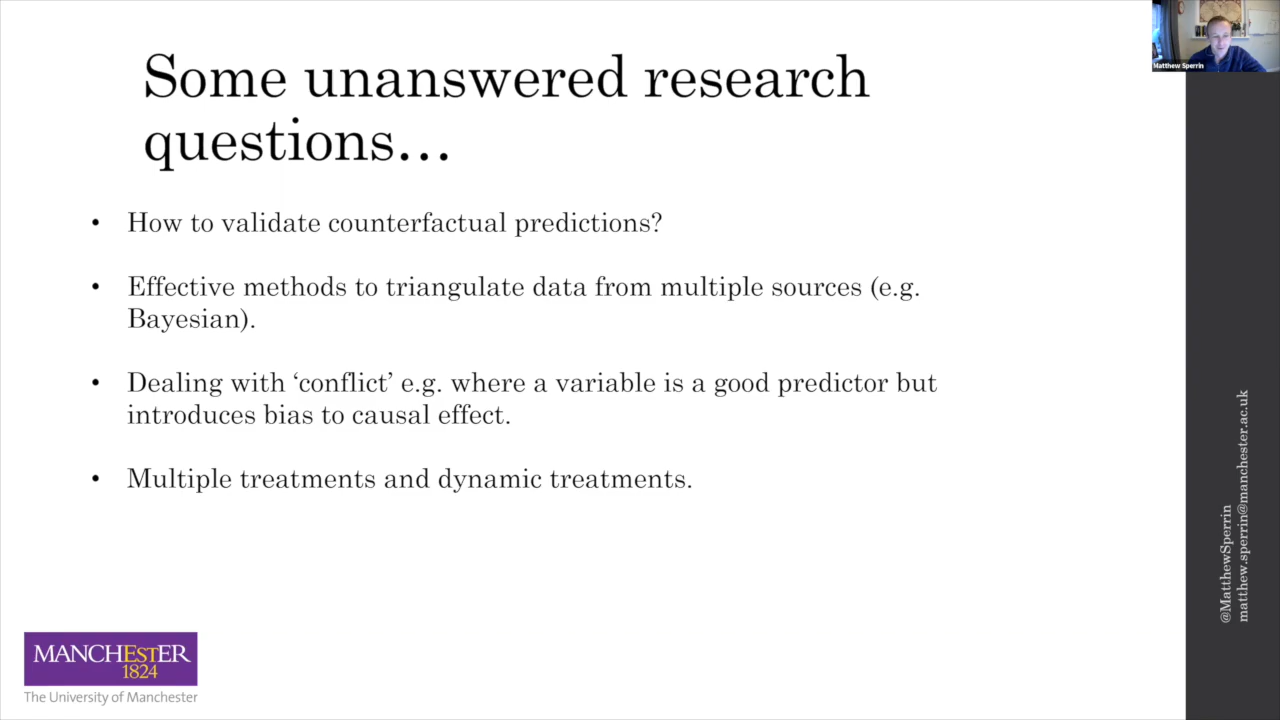 Some unanswered research
questions…
• How to validate counterfactual predictions?
• Effective methods to triangulate data from multiple sources (e.g.
Bayesian).
• Dealing with ‘conflict’ e.g. where a variable is a good predictor but
introduces bias to causal effect.
• Multiple treatments and dynamic treatments.
Matthew Sperrin
@MatthewSperrin
matthew.sperrin@manchester.ac.uk
MANCHEsTER
1824
The University of Manchester